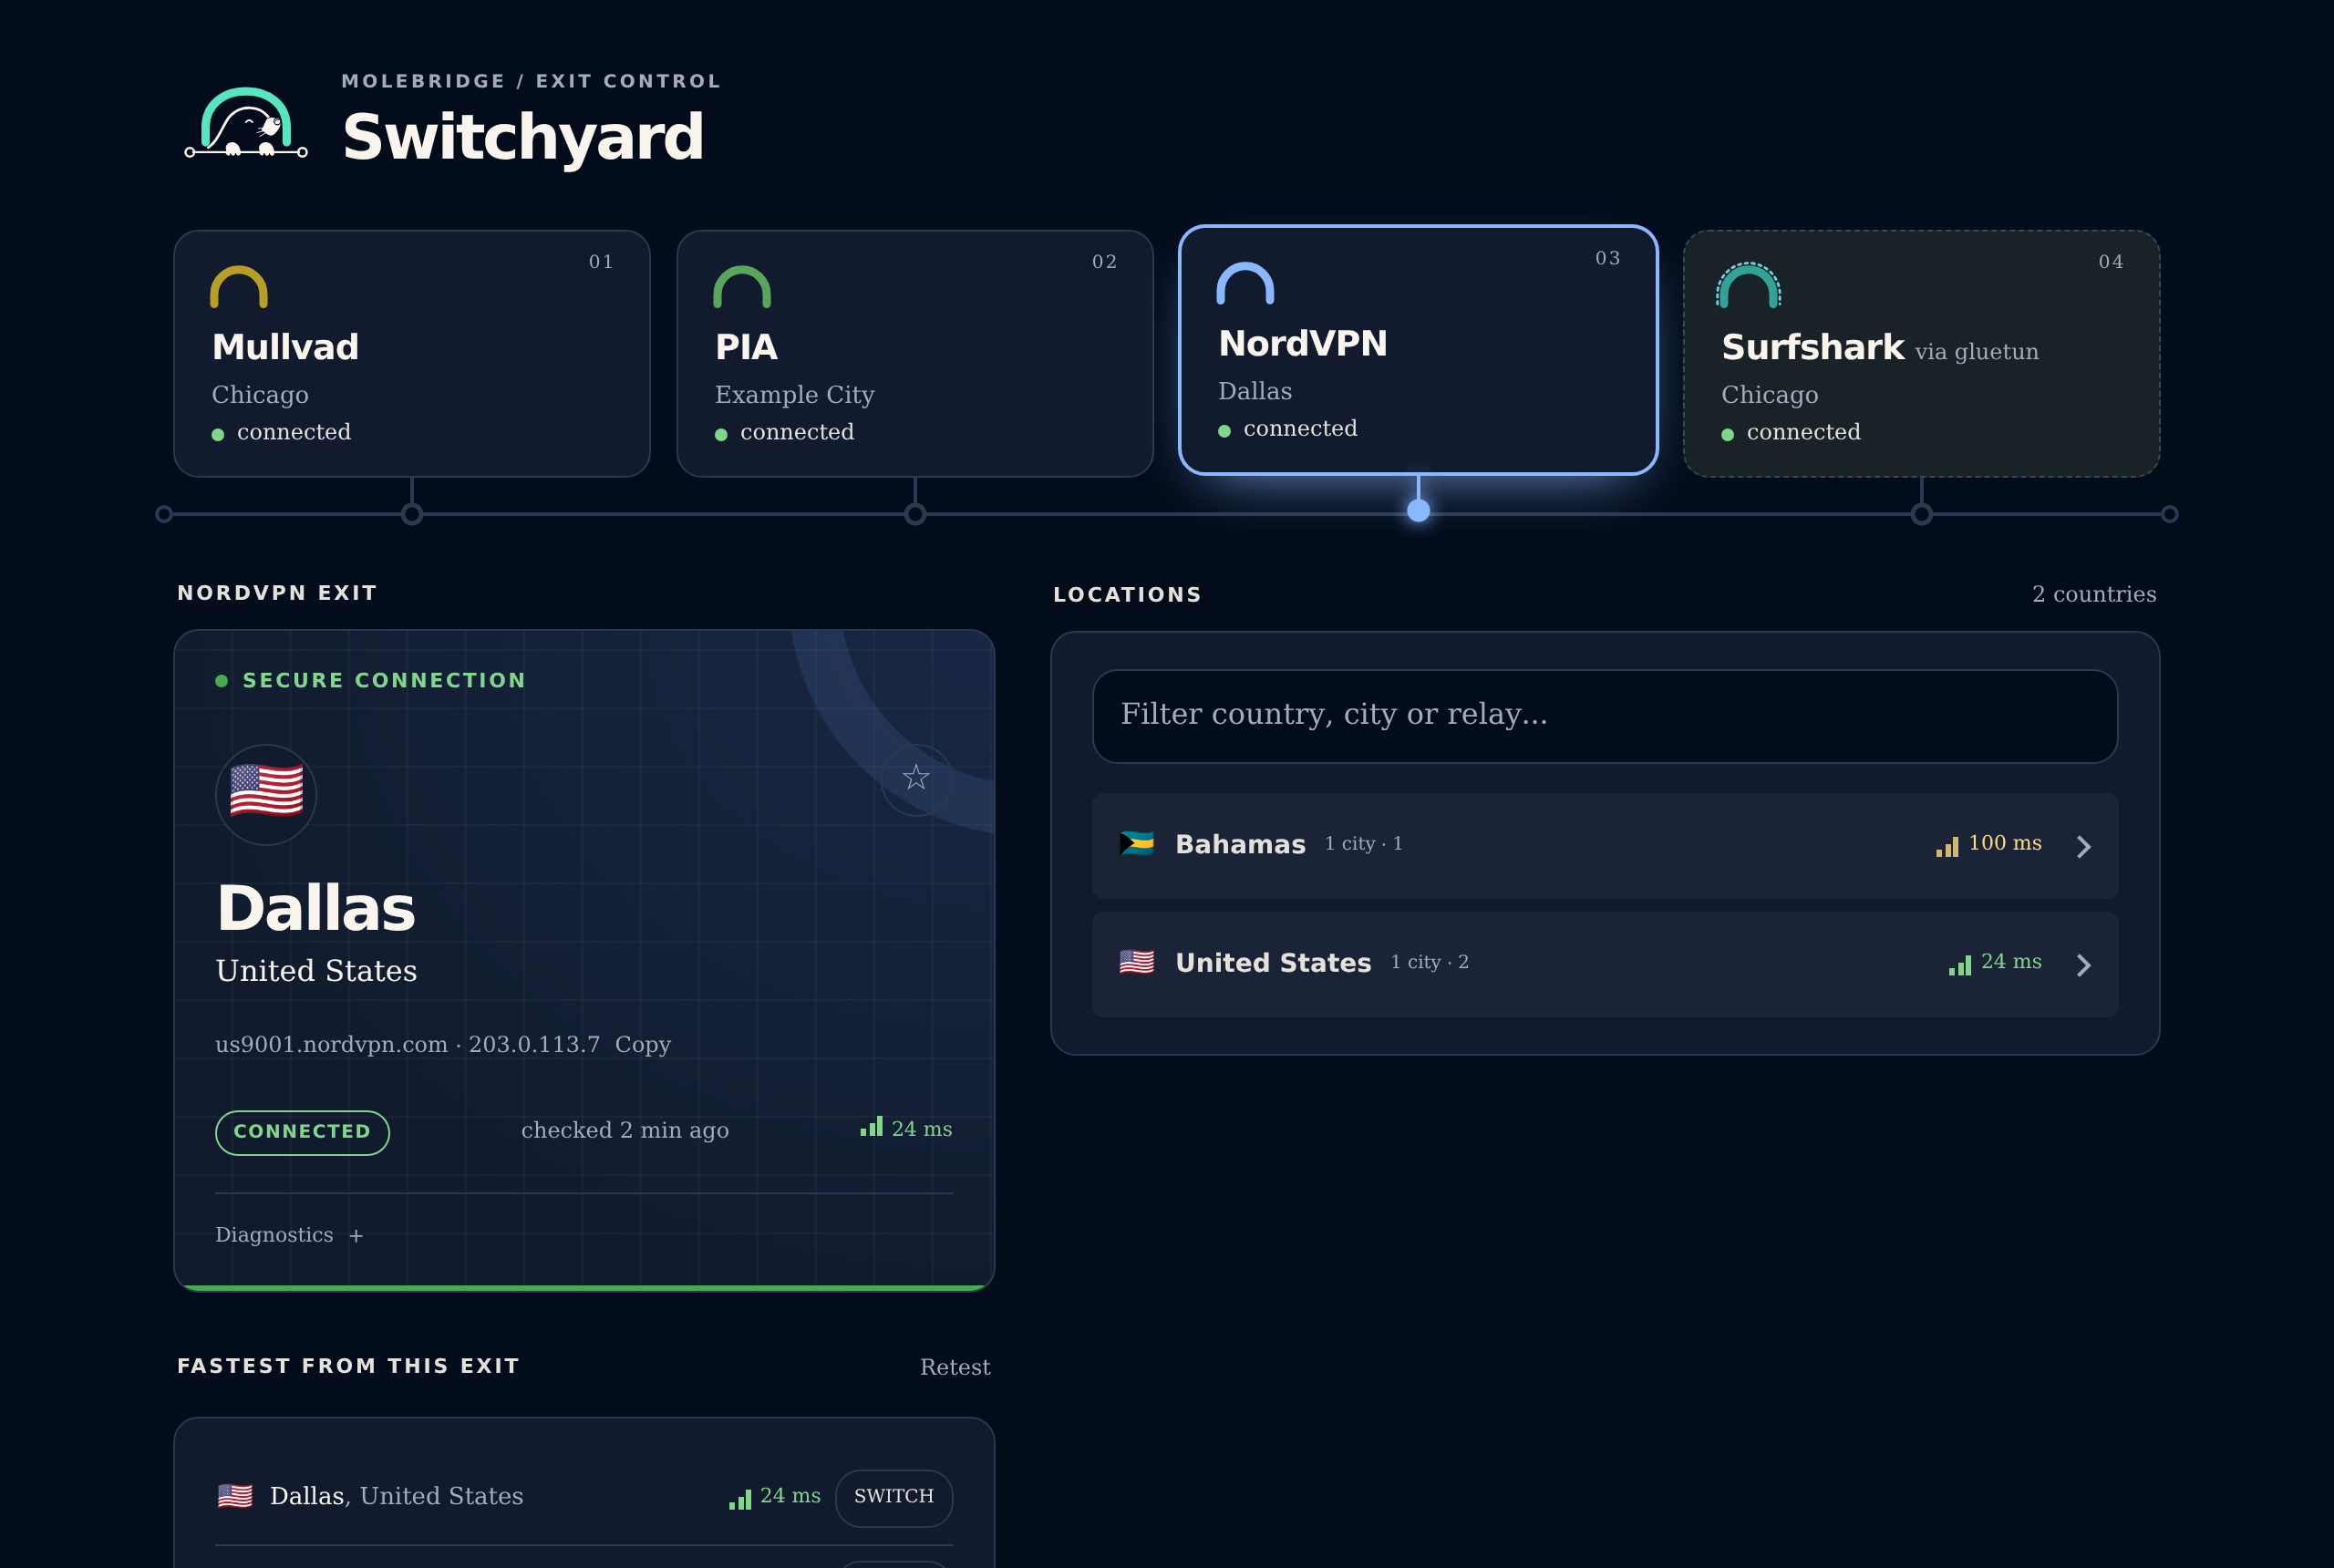 MOLEBRIDGE / EXIT CONTROL
Switchyard
01
Mullvad
Chicago
connected
02
PIA
Example City
connected
03
NordVPN
Dallas
connected
04
Surfshark via gluetun
Chicago
connected
NORDVPN EXIT
SECURE CONNECTION
☆
Dallas
United States
us9001.nordvpn.com · 203.0.113.7 Copy
CONNECTED checked 2 min ago 24 ms
Diagnostics +
LOCATIONS 2 countries
Filter country, city or relay...
Bahamas 1 city · 1 100 ms
United States 1 city · 2 24 ms
FASTEST FROM THIS EXIT Retest
Dallas, United States 24 ms SWITCH